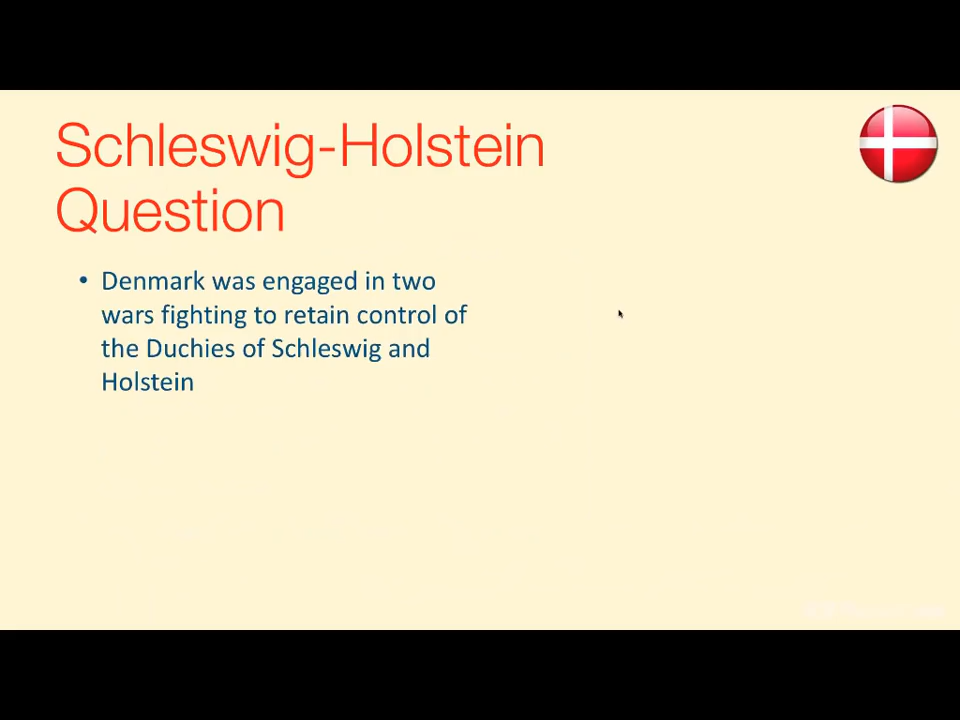 Schleswig-Holstein
Question
• Denmark was engaged in two
wars fighting to retain control of
the Duchies of Schleswig and
Holstein